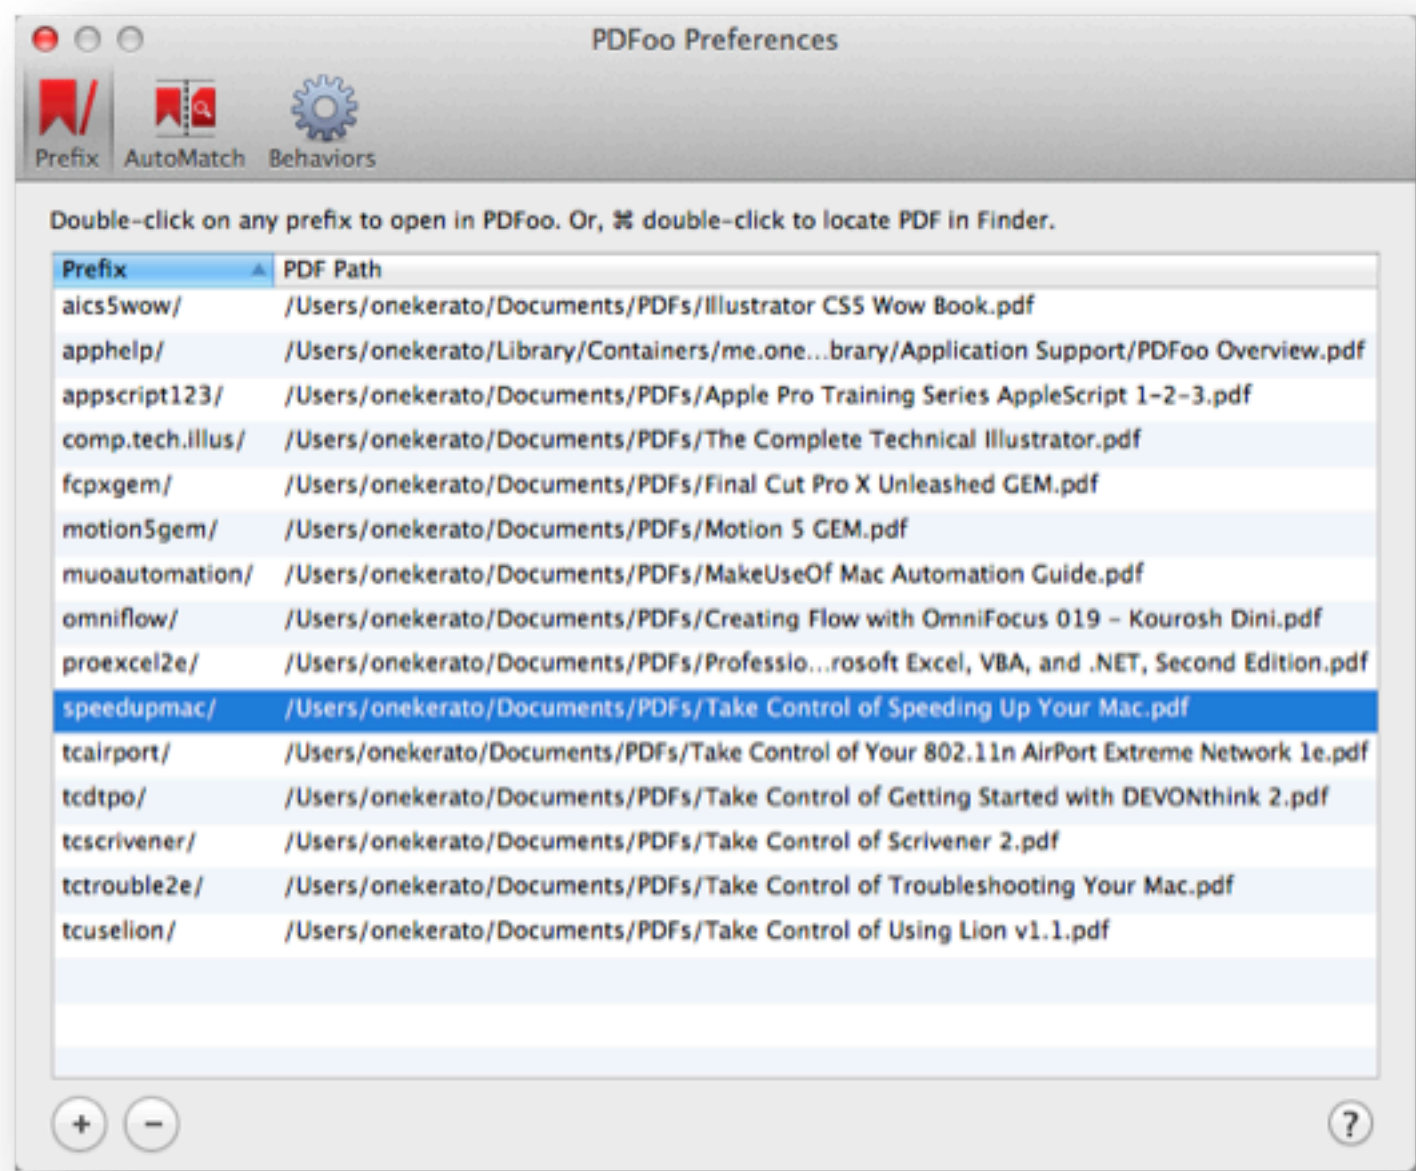 PDFoo Preferences
Prefix AutoMatch Behaviors
Double-click on any prefix to open in PDFoo. Or, ⌘ double-click to locate PDF in Finder.
Prefix PDF Path
aics5wow/ /Users/onekerato/Documents/PDFs/Illustrator CS5 Wow Book.pdf
apphelp/ /Users/onekerato/Library/Containers/me.one...brary/Application Support/PDFoo Overview.pdf
appscript123/ /Users/onekerato/Documents/PDFs/Apple Pro Training Series AppleScript 1-2-3.pdf
comp.tech.illus/ /Users/onekerato/Documents/PDFs/The Complete Technical Illustrator.pdf
fcpxgem/ /Users/onekerato/Documents/PDFs/Final Cut Pro X Unleashed GEM.pdf
motion5gem/ /Users/onekerato/Documents/PDFs/Motion 5 GEM.pdf
muoautomation/ /Users/onekerato/Documents/PDFs/MakeUseOf Mac Automation Guide.pdf
omniflow/ /Users/onekerato/Documents/PDFs/Creating Flow with OmniFocus 019 - Kourosh Dini.pdf
proexcel2e/ /Users/onekerato/Documents/PDFs/Professio...rosoft Excel, VBA, and .NET, Second Edition.pdf
speedupmac/ /Users/onekerato/Documents/PDFs/Take Control of Speeding Up Your Mac.pdf
tcairport/ /Users/onekerato/Documents/PDFs/Take Control of Your 802.11n AirPort Extreme Network 1e.pdf
tcdtpo/ /Users/onekerato/Documents/PDFs/Take Control of Getting Started with DEVONthink 2.pdf
tcscrivener/ /Users/onekerato/Documents/PDFs/Take Control of Scrivener 2.pdf
tctrouble2e/ /Users/onekerato/Documents/PDFs/Take Control of Troubleshooting Your Mac.pdf
tcuselion/ /Users/onekerato/Documents/PDFs/Take Control of Using Lion v1.1.pdf
+ - ?